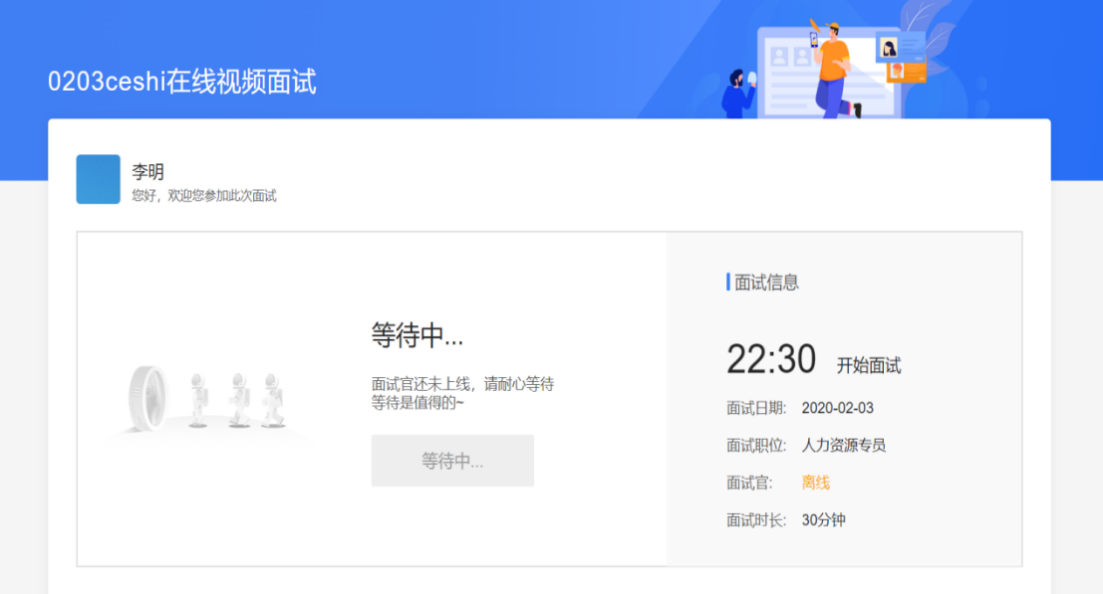 0203ceshi在线视频面试
李明
您好，欢迎您参加此次面试
等待中...
面试官还未上线，请耐心等待
等待是值得的~
等待中...
面试信息
22:30 开始面试
面试日期: 2020-02-03
面试职位: 人力资源专员
面试官: 离线
面试时长: 30分钟